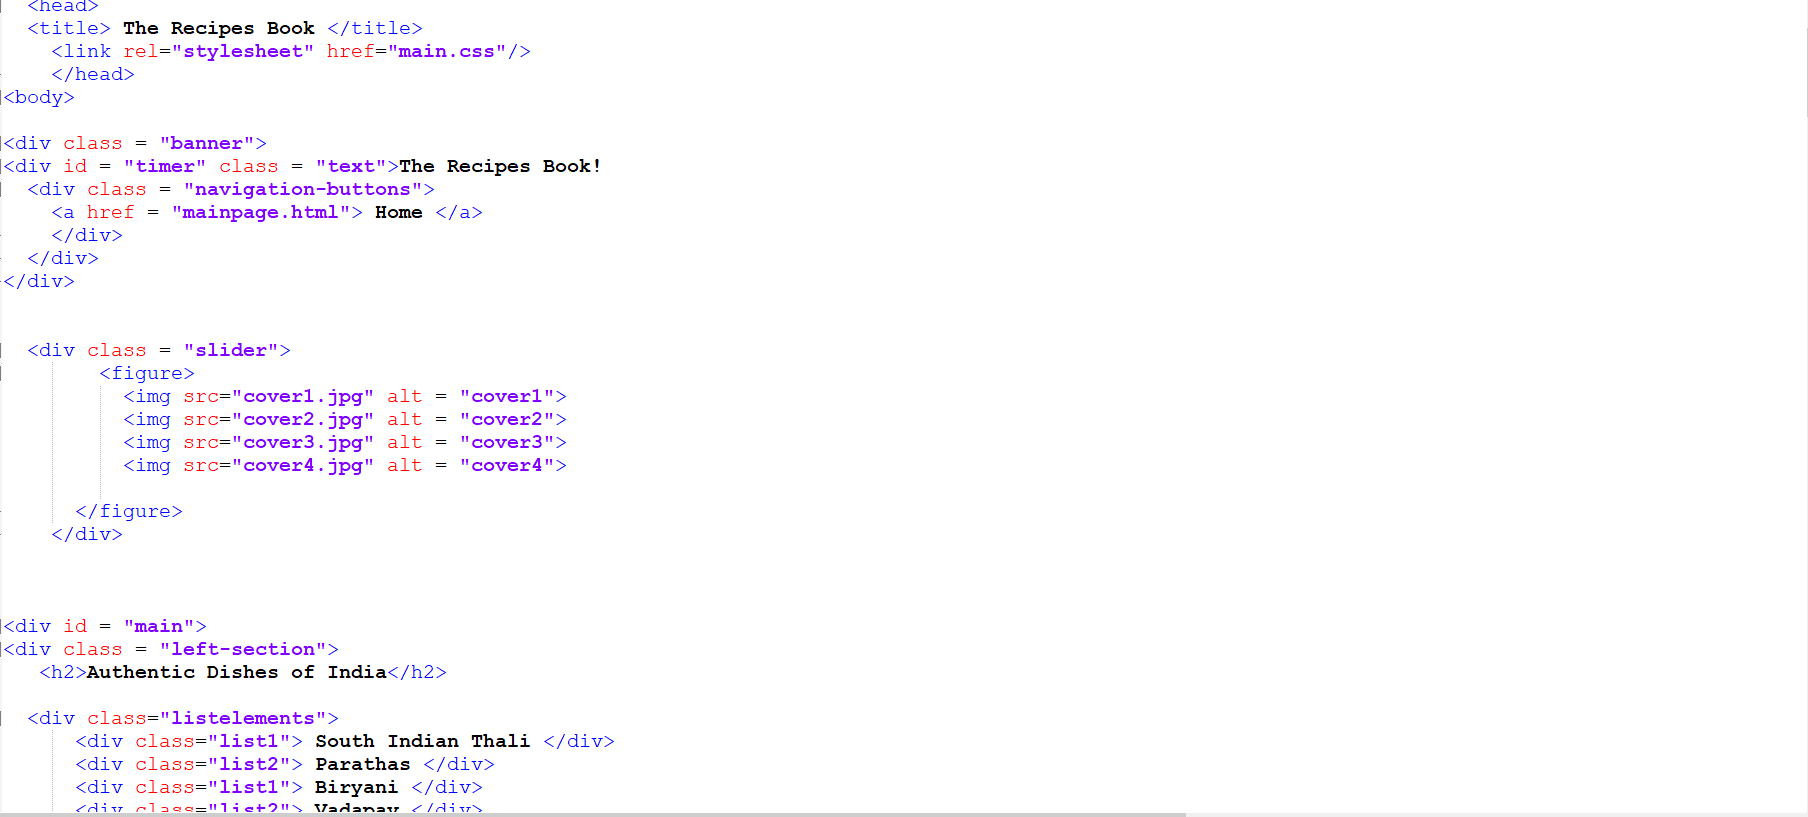 <head>
<title> The Recipes Book </title>
<link rel="stylesheet" href="main.css"/>
</head>
<body>
<div class = "banner">
<div id = "timer" class = "text">The Recipes Book!
<div class = "navigation-buttons">
<a href = "mainpage.html"> Home </a>
</div>
</div>
</div>
<div class = "slider">
<figure>
<img src="cover1.jpg" alt = "cover1">
<img src="cover2.jpg" alt = "cover2">
<img src="cover3.jpg" alt = "cover3">
<img src="cover4.jpg" alt = "cover4">
</figure>
</div>
<div id = "main">
<div class = "left-section">
<h2>Authentic Dishes of India</h2>
<div class="listelements">
<div class="list1"> South Indian Thali </div>
<div class="list2"> Parathas </div>
<div class="list1"> Biryani </div>
<div class="list2"> Vadapav </div>